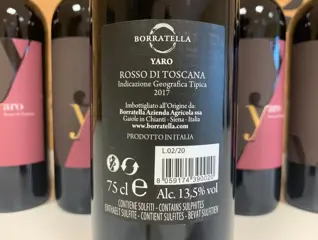 BORRATELLA
YARO
ROSSO DI TOSCANA
Indicazione Geografica Tipica
2017
Imbottigliato all'Origine da
Borratella Azienda Agricola ssa
Gaiole in Chianti - Siena - Italia
www.borratella.com
PRODOTTO IN ITALIA
L.02/20
75 cl e Alc. 13,5% vol
CONTIENE SOLFITI - CONTAINS SULPHITES
ENTHAELT SULFITE - CONTIENT SULFITES - BEVAT SULFIETEN
aro
y
y